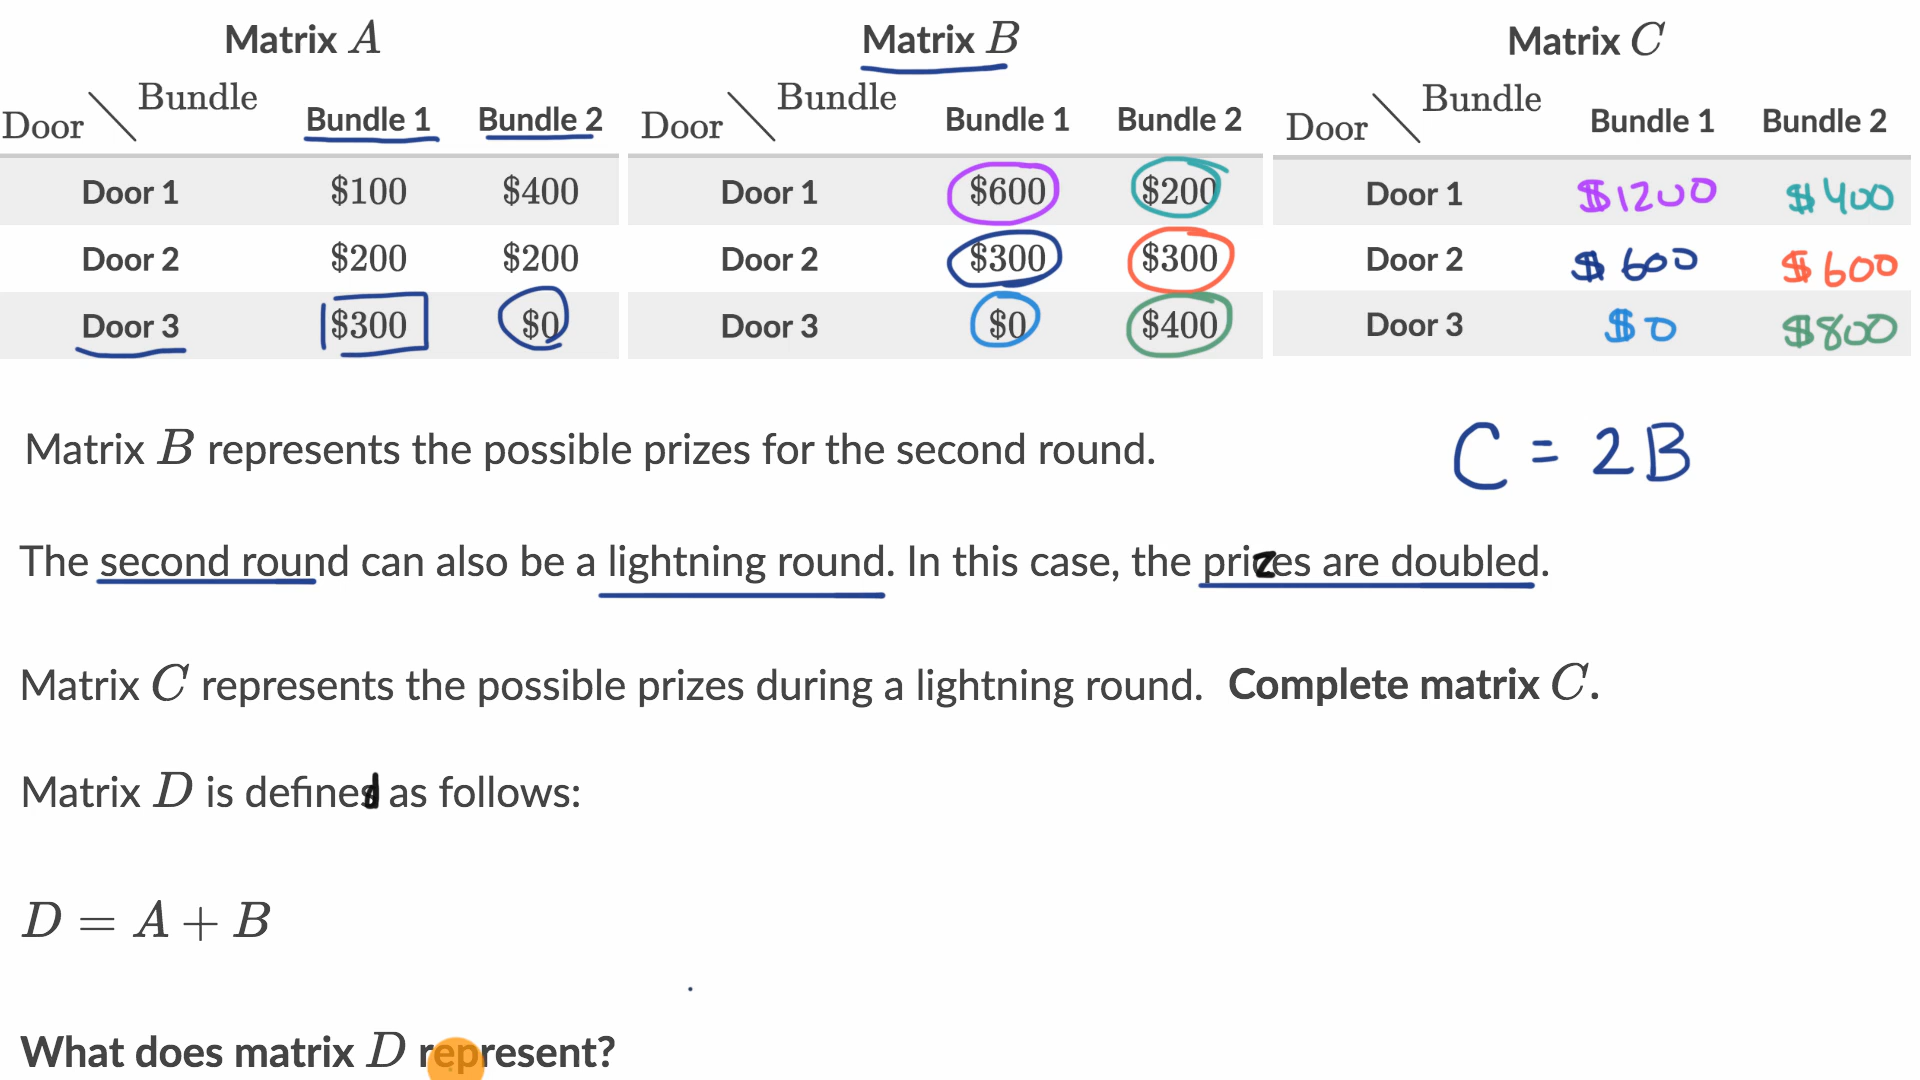 Matrix A
Matrix B
Matrix C
Door \ Bundle Bundle 1 Bundle 2
Door 1 $100 $400
Door 2 $200 $200
Door 3 $300 $0
Door \ Bundle Bundle 1 Bundle 2
Door 1 $600 $200
Door 2 $300 $300
Door 3 $0 $400
Door \ Bundle Bundle 1 Bundle 2
Door 1 $1200 $400
Door 2 $600 $600
Door 3 $0 $800
Matrix B represents the possible prizes for the second round.
C = 2B
The second round can also be a lightning round. In this case, the prizes are doubled.
Matrix C represents the possible prizes during a lightning round. Complete matrix C.
Matrix D is defined as follows:
D = A + B
What does matrix D represent?